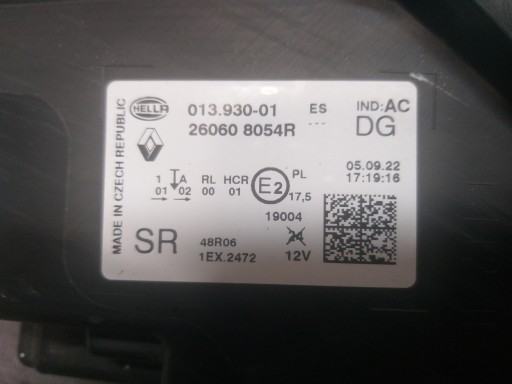 MADE IN CZECH REPUBLIC
HELLA
013.930-01 ES IND:AC
26060 8054R --- DG
05.09.22
17:19:16
1 A RL HCR E2 PL
01 02 00 01 17,5
19004
SR 48R06 24
1EX.2472 12V